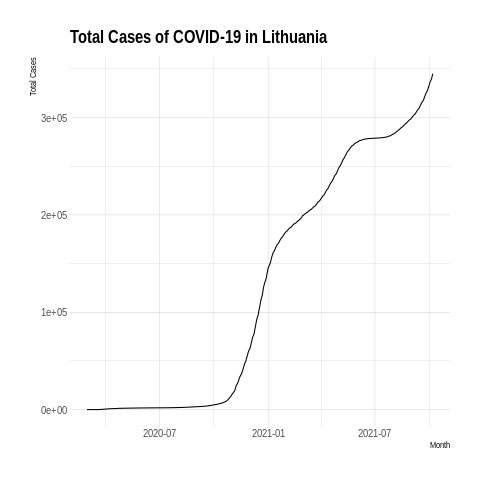 Total Cases of COVID-19 in Lithuania
Total Cases
3e+05
2e+05
1e+05
0e+00
2020-07 2021-01 2021-07
Month